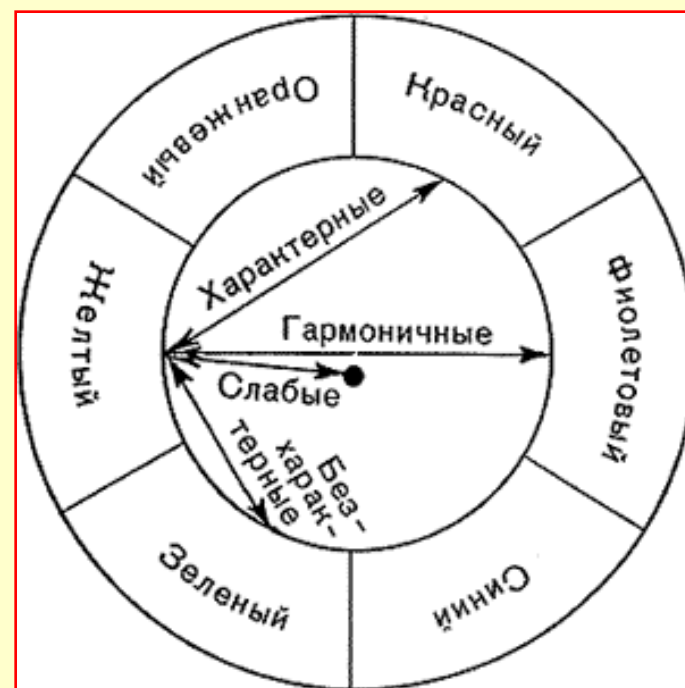 Оранжевый
Красный
Желтый
Характерные
Фиолетовый
Гармоничные
Слабые
Без-
харак-
терные
Зеленый
Синий